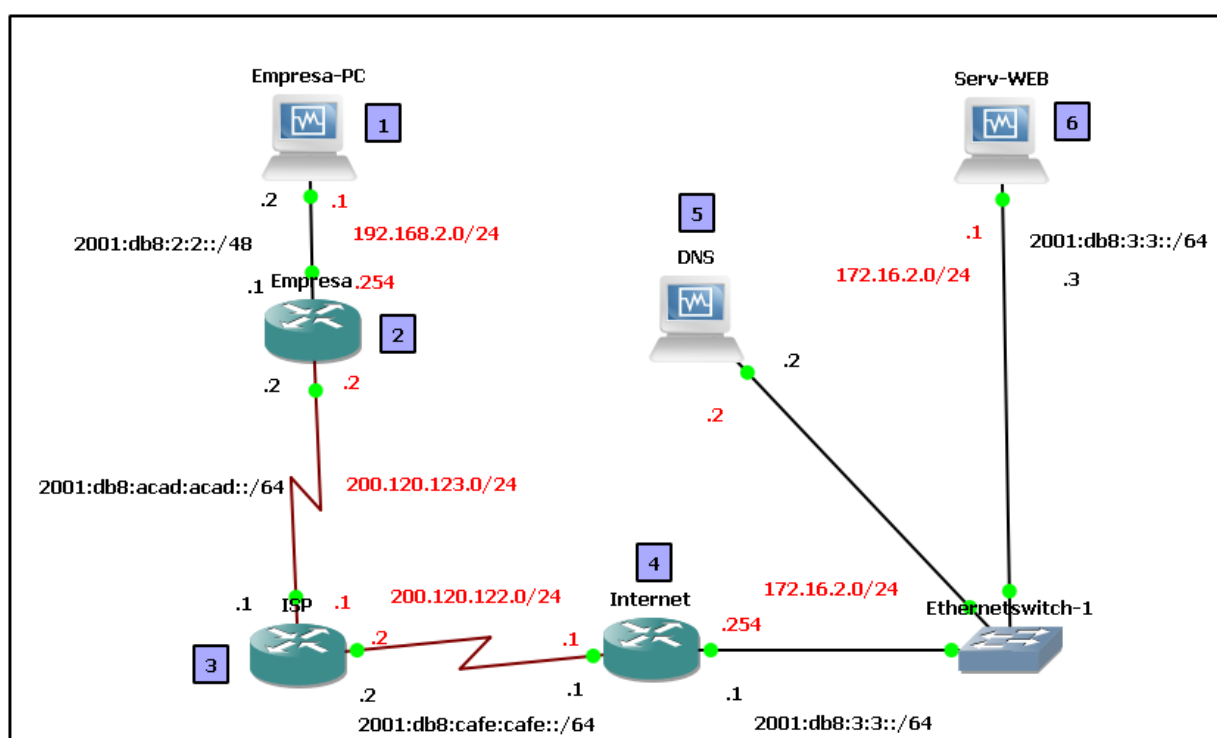 Empresa-PC
1
Serv-WEB
6
.2
.1
2001:db8:2:2::/48
192.168.2.0/24
5
DNS
.1
2001:db8:3:3::/64
172.16.2.0/24
.3
.1
Empresa
.254
2
.2
.2
.2
.2
2001:db8:acad:acad::/64
200.120.123.0/24
4
.1
ISP
.1
200.120.122.0/24
Internet
172.16.2.0/24
Ethernetswitch-1
3
.2
.1
.254
.2
.1
.1
2001:db8:cafe:cafe::/64
2001:db8:3:3::/64